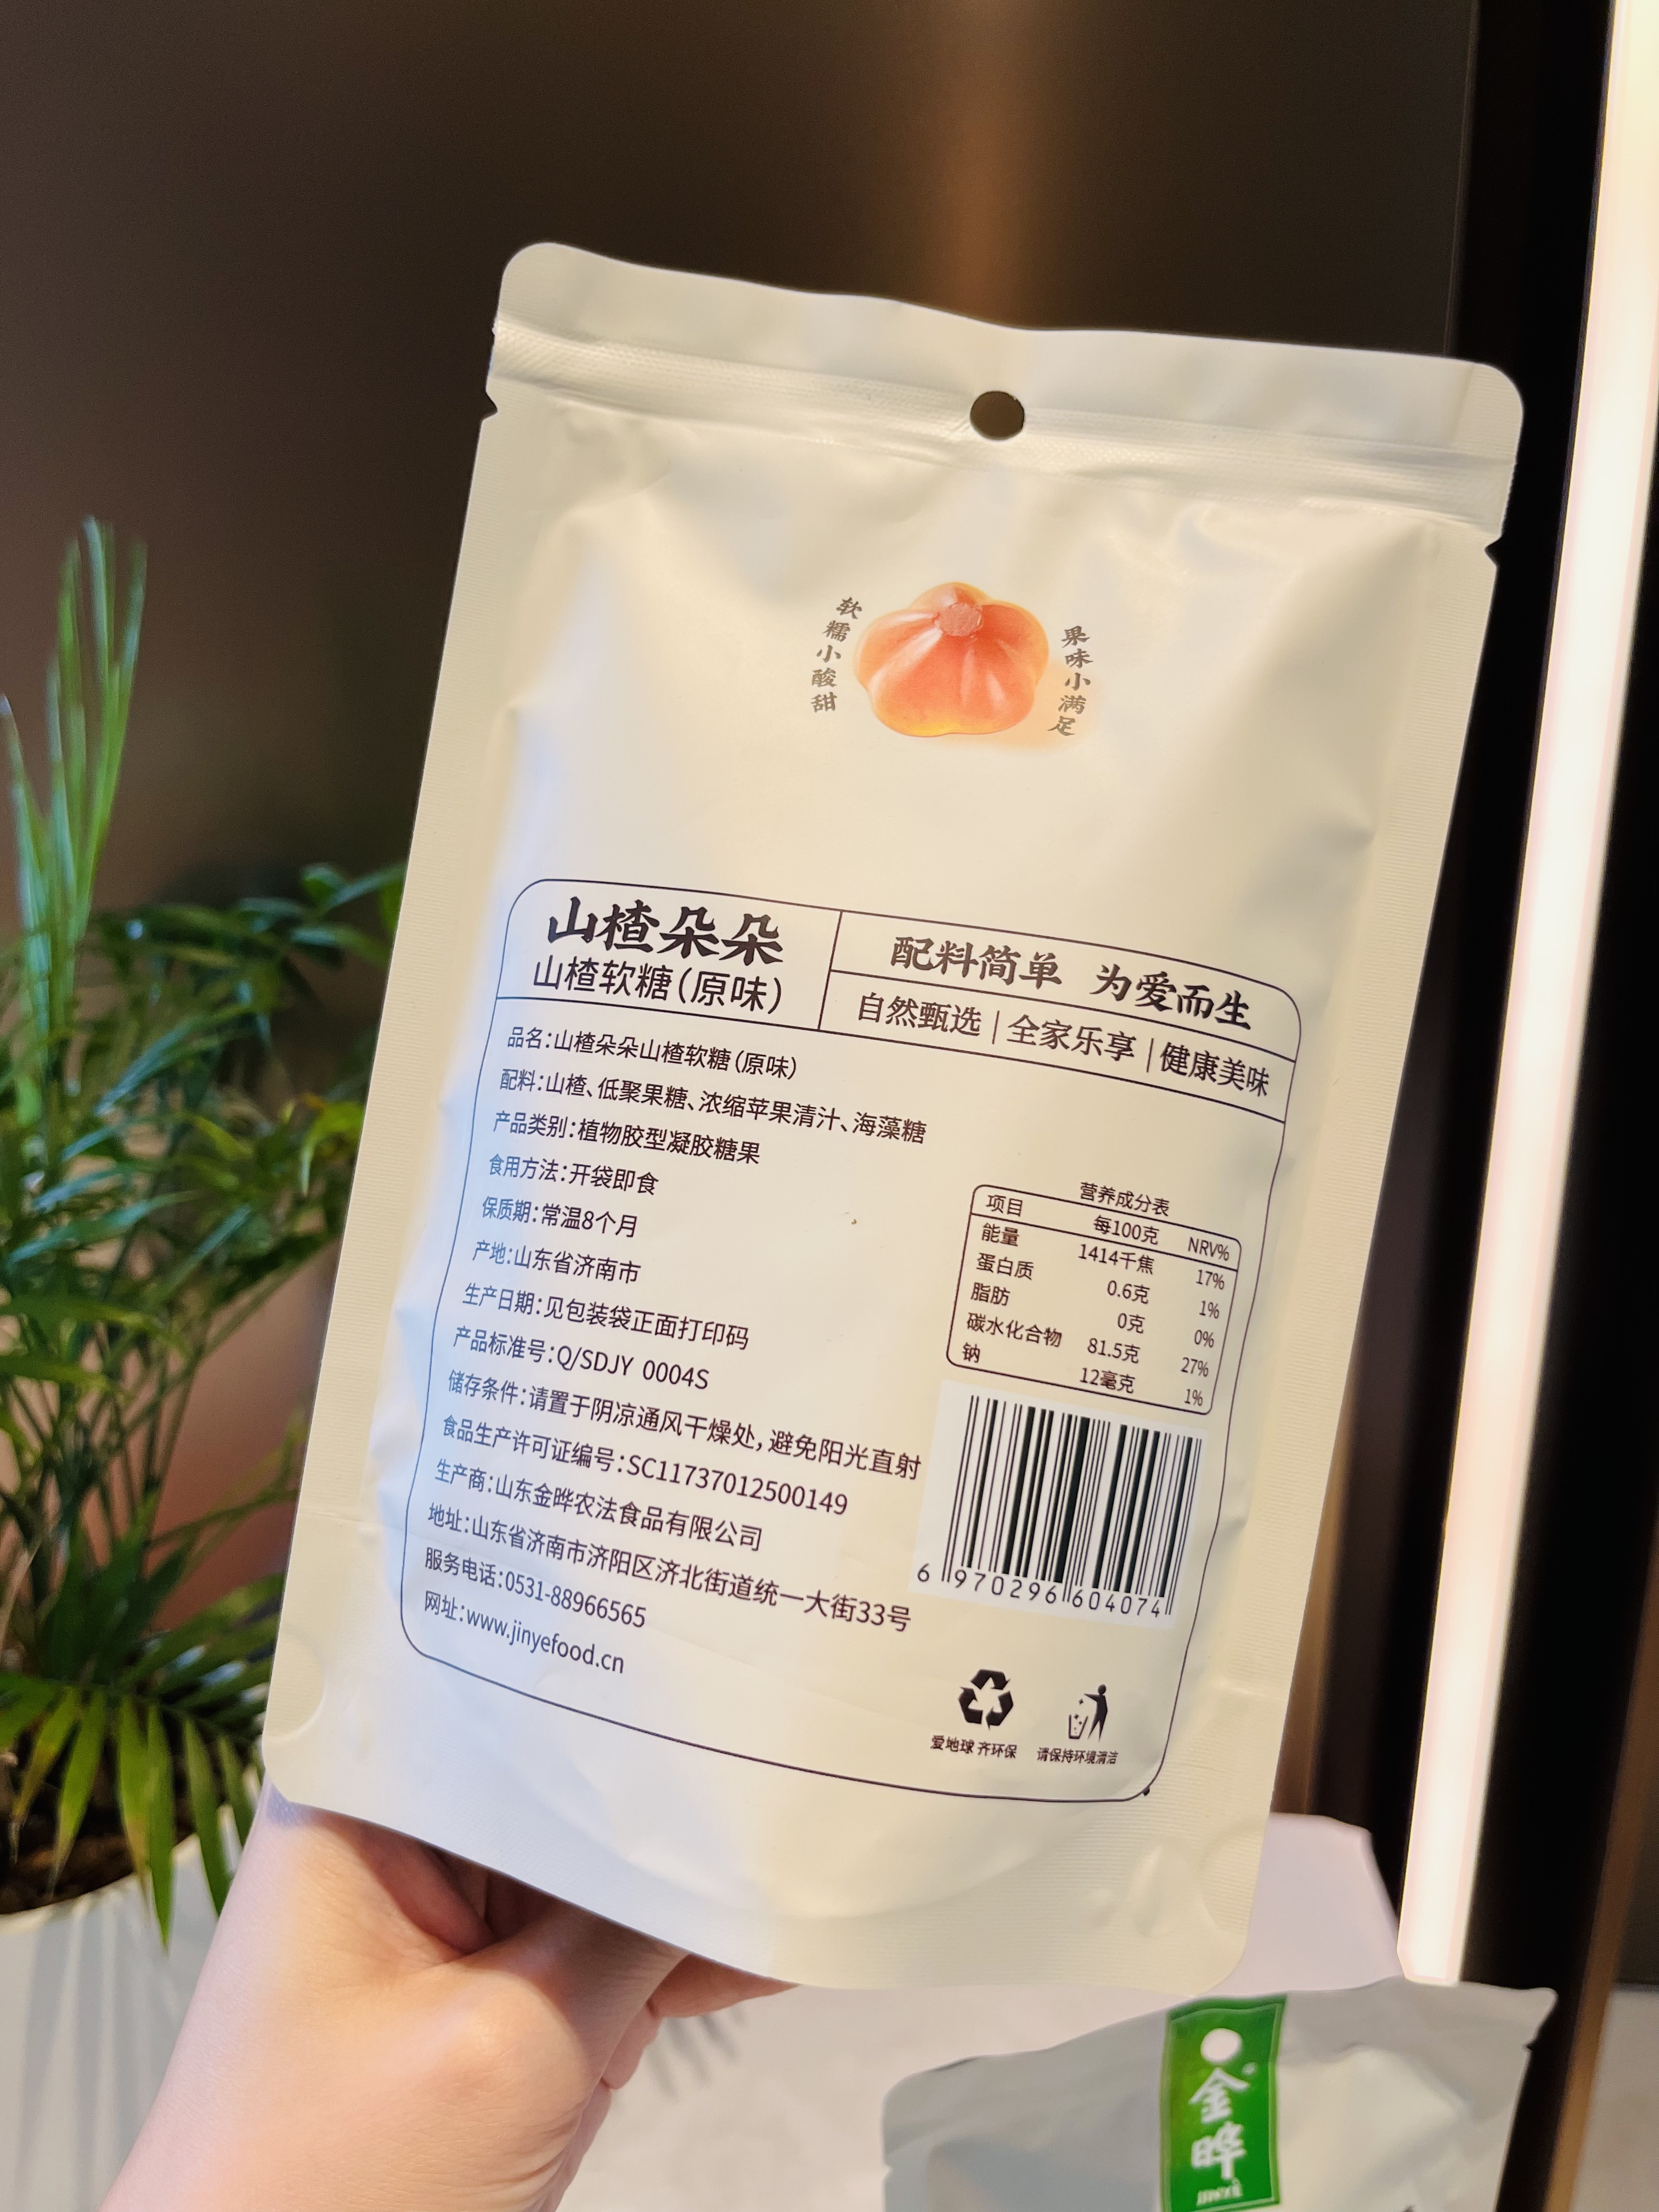 软糯小酸甜
果味小满足
山楂朵朵
山楂软糖(原味)
配料简单 为爱而生
自然甄选|全家乐享|健康美味
品名:山楂朵朵山楂软糖(原味)
配料:山楂、低聚果糖、浓缩苹果清汁、海藻糖
产品类别:植物胶型凝胶糖果
食用方法:开袋即食
保质期:常温8个月
产地:山东省济南市
生产日期:见包装袋正面打印码
产品标准号:Q/SDJY 0004S
储存条件:请置于阴凉通风干燥处,避免阳光直射
食品生产许可证编号:SC11737012500149
生产商:山东金晔农法食品有限公司
地址:山东省济南市济阳区济北街道统一大街33号
服务电话:0531-88966565
网址:www.jinyefood.cn
营养成分表
项目 每100克 NRV%
能量 1414千焦 17%
蛋白质 0.6克 1%
脂肪 0克 0%
碳水化合物 81.5克 27%
钠 12毫克 1%
6 970296 604074
爱地球 齐环保
请保持环境清洁
金晔